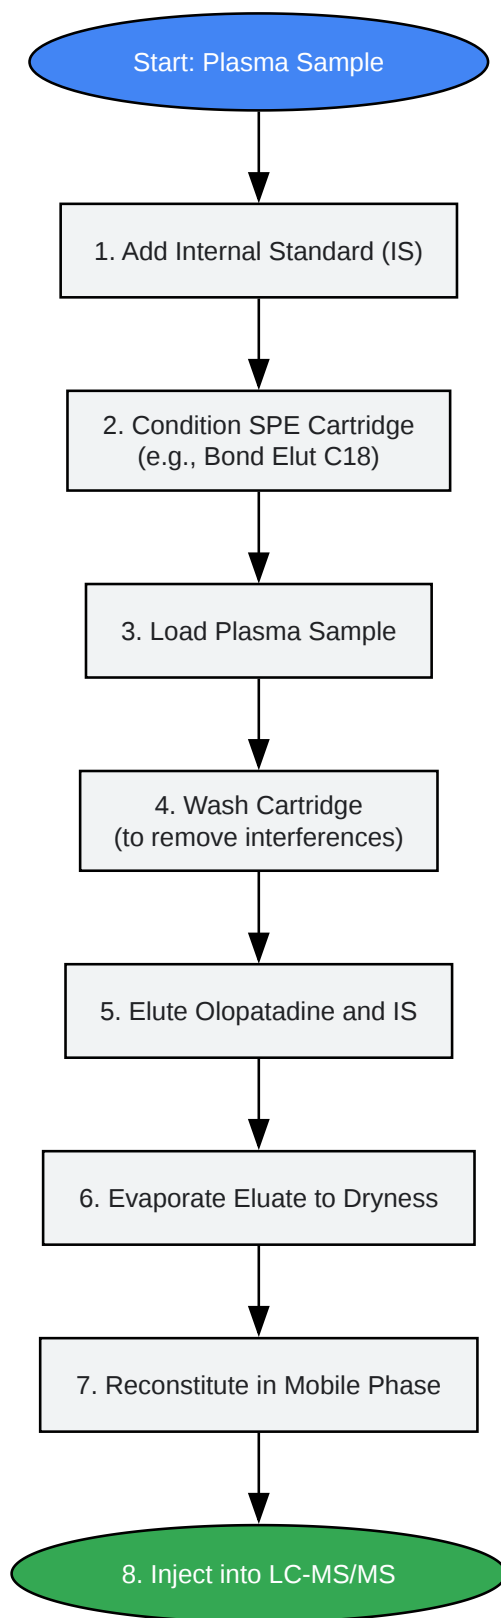 Start: Plasma Sample
1. Add Internal Standard (IS)
2. Condition SPE Cartridge
(e.g., Bond Elut C18)
3. Load Plasma Sample
4. Wash Cartridge
(to remove interferences)
5. Elute Olopatadine and IS
6. Evaporate Eluate to Dryness
7. Reconstitute in Mobile Phase
8. Inject into LC-MS/MS